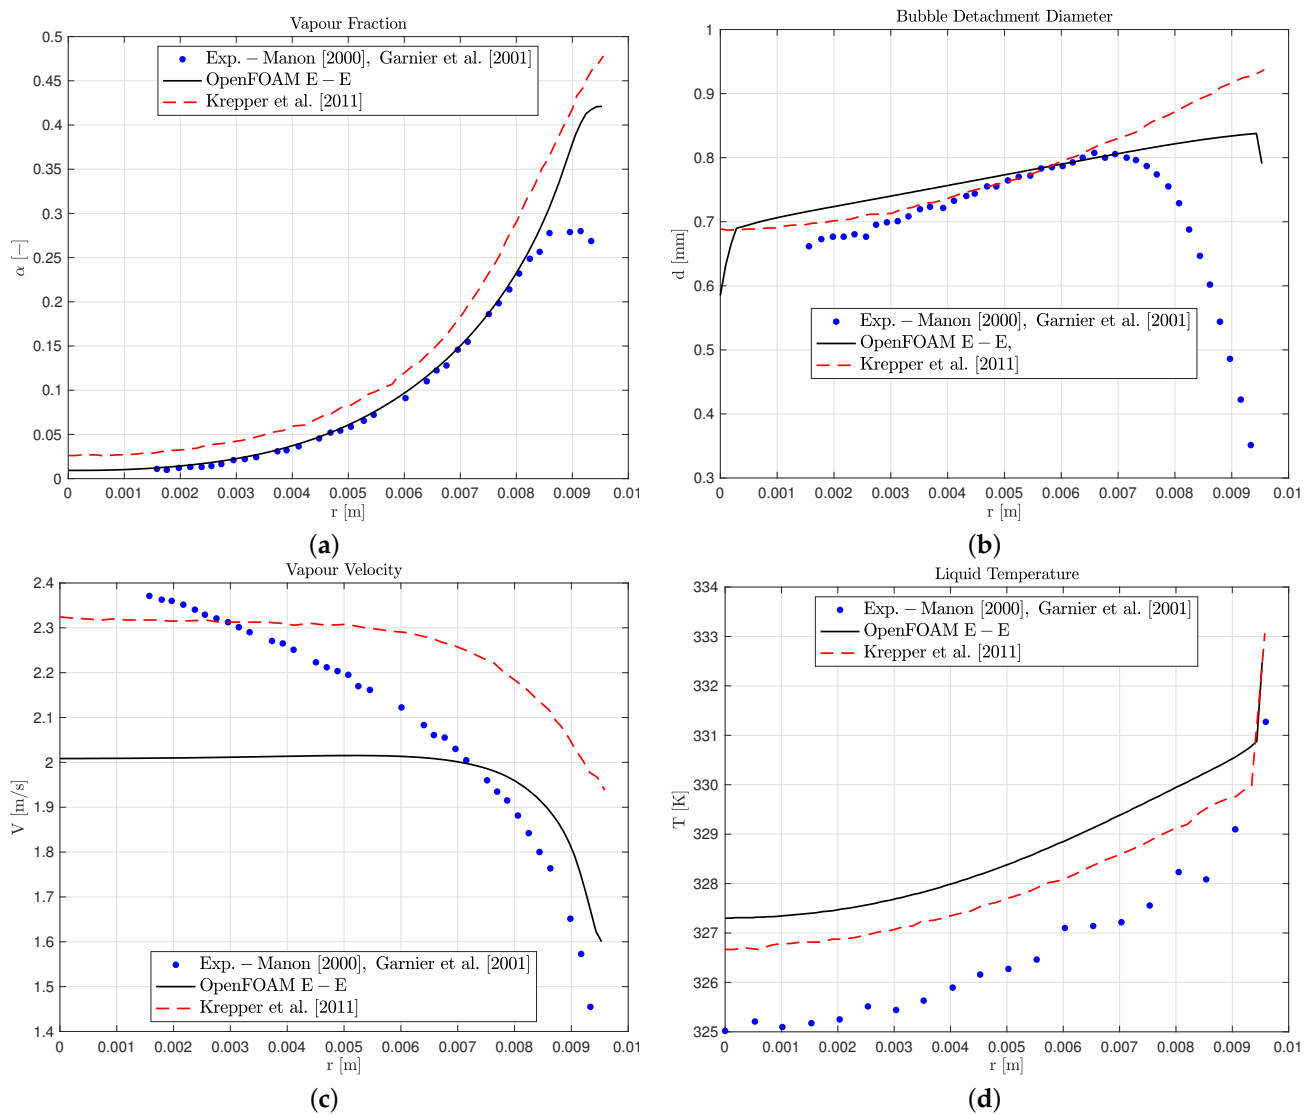 Vapour Fraction
0.5
0.45
0.4
0.35
0.3
0.25
0.2
0.15
0.1
0.05
0
α [−]
Exp. − Manon [2000], Garnier et al. [2001]
OpenFOAM E − E
Krepper et al. [2011]
0 0.001 0.002 0.003 0.004 0.005 0.006 0.007 0.008 0.009 0.01
r [m]
(a)
Bubble Detachment Diameter
1
0.9
0.8
0.7
0.6
0.5
0.4
0.3
d [mm]
Exp. − Manon [2000], Garnier et al. [2001]
OpenFOAM E − E,
Krepper et al. [2011]
0 0.001 0.002 0.003 0.004 0.005 0.006 0.007 0.008 0.009 0.01
r [m]
(b)
Vapour Velocity
2.4
2.3
2.2
2.1
2
1.9
1.8
1.7
1.6
1.5
1.4
V [m/s]
Exp. − Manon [2000], Garnier et al. [2001]
OpenFOAM E − E
Krepper et al. [2011]
0 0.001 0.002 0.003 0.004 0.005 0.006 0.007 0.008 0.009 0.01
r [m]
(c)
Liquid Temperature
334
333
332
331
330
329
328
327
326
325
T [K]
Exp. − Manon [2000], Garnier et al. [2001]
OpenFOAM E − E
Krepper et al. [2011]
0 0.001 0.002 0.003 0.004 0.005 0.006 0.007 0.008 0.009 0.01
r [m]
(d)